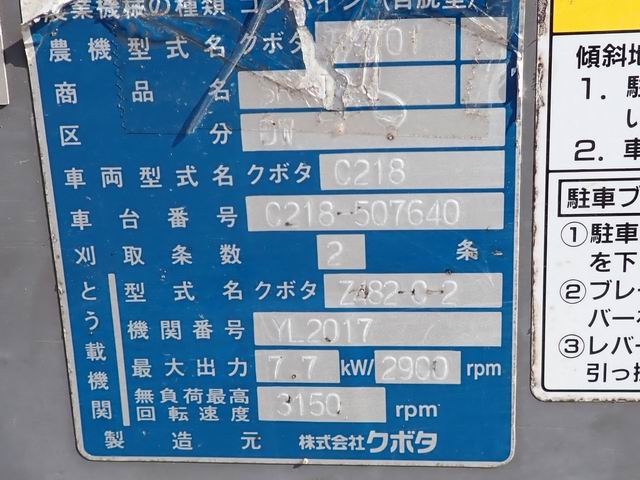 農業機械の種類 コンバイン(自脱型)
農機型式名 クボタ
商品名
区分 DW
車両型式名 クボタ C218
車台番号 C218-507640
刈取条数 2 条
とう載機関
型式名 クボタ Z482-C-2
機関番号 YL2017
最大出力 7.7 kW/ 2900 rpm
無負荷最高回転速度 3150 rpm
製造元 株式会社クボタ
傾斜地
1. 駐
い
2. 車
駐車ブ
①駐車
を下
②ブレー
バーを
③レバー
引っ掛